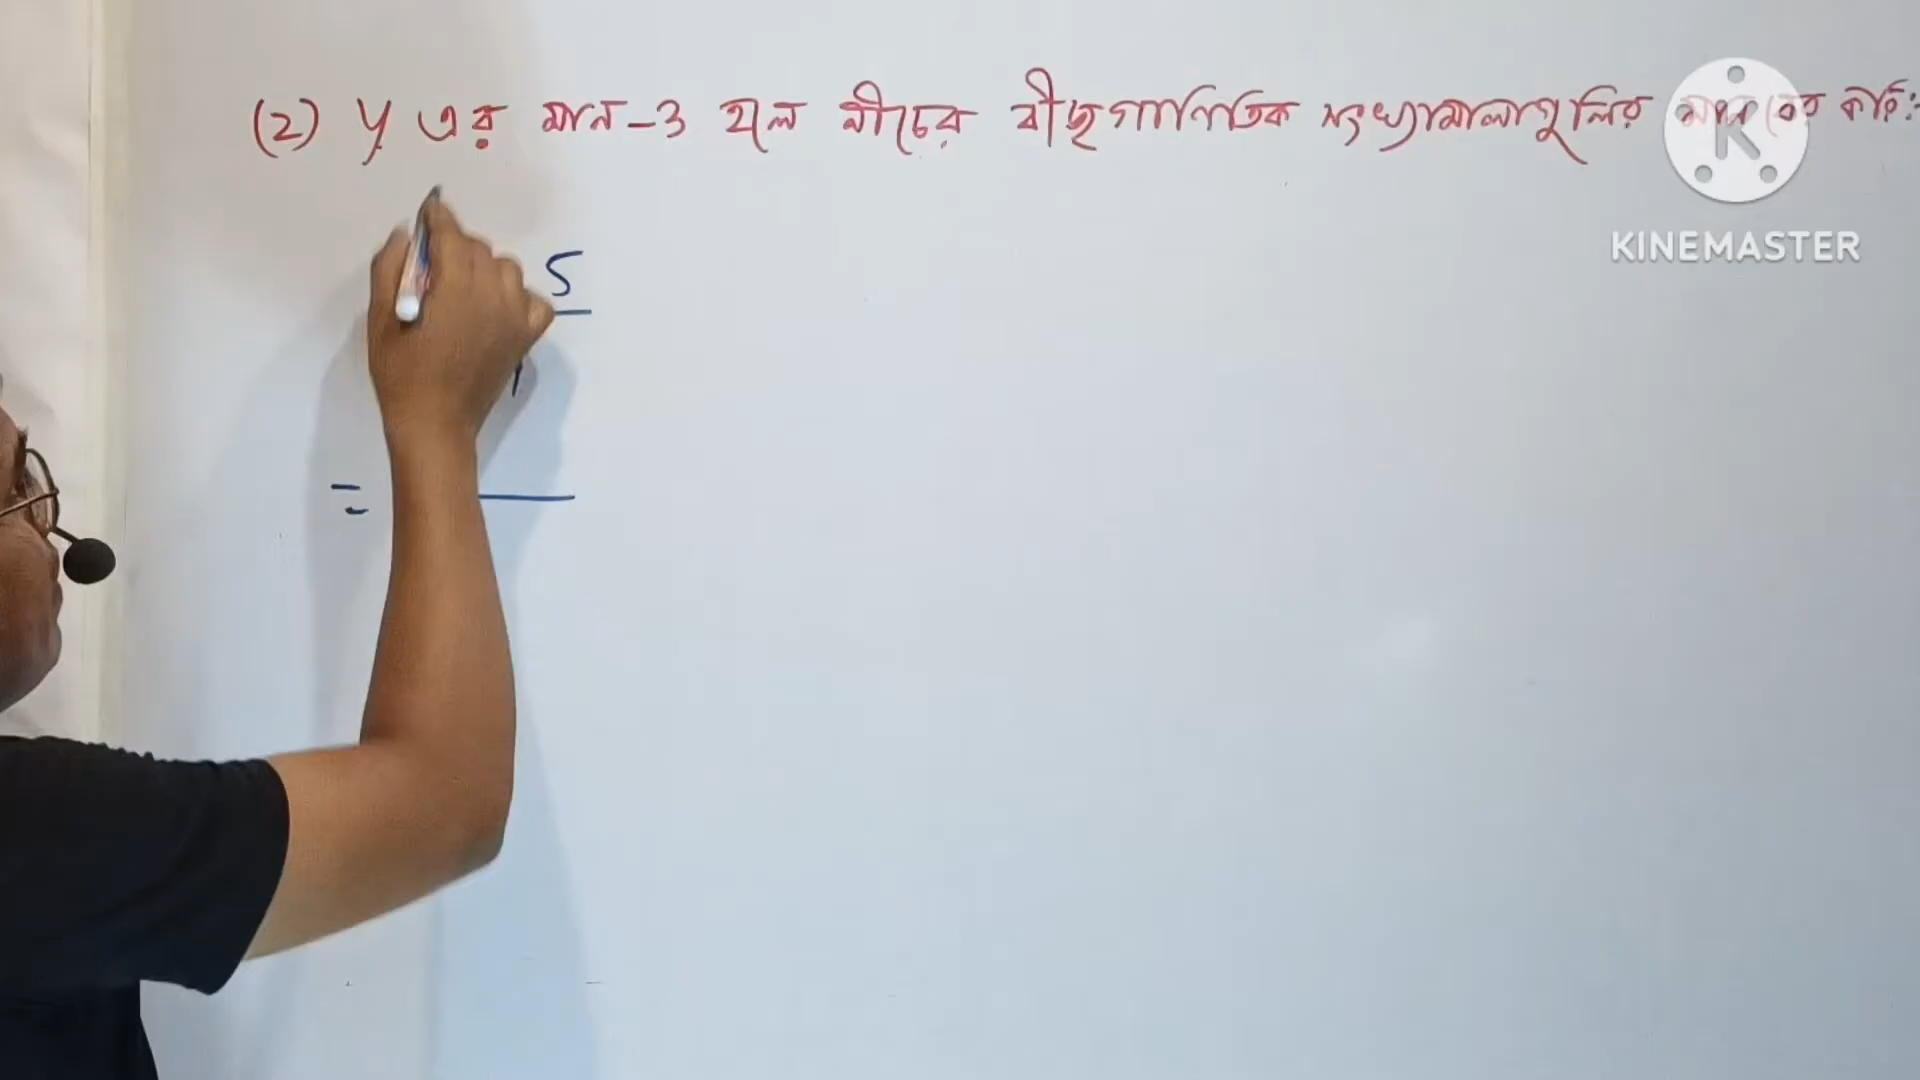 (2) y এর মান -3 হলে নীচের বীজগাণিতিক সংখ্যামালাগুলির মান বের করি:-
KINEMASTER
5
=